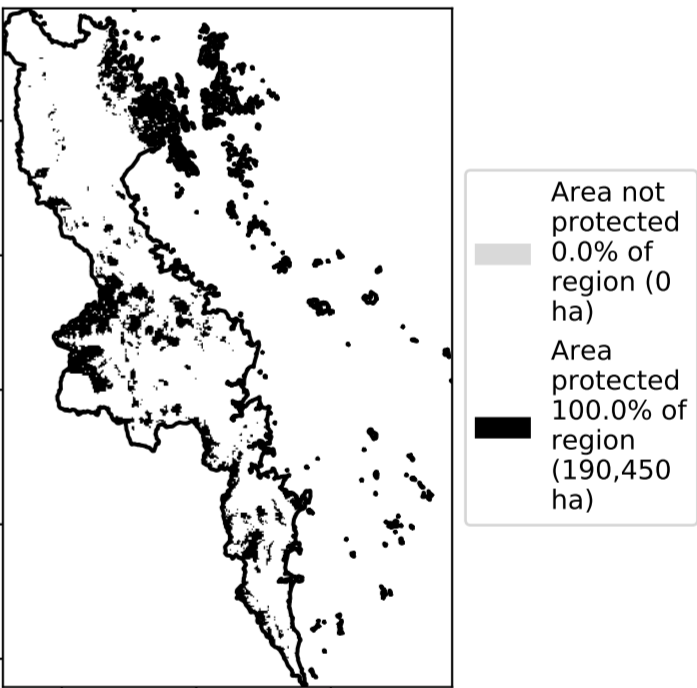 Area not
protected
0.0% of
region (0
ha)
Area
protected
100.0% of
region
(190,450
ha)